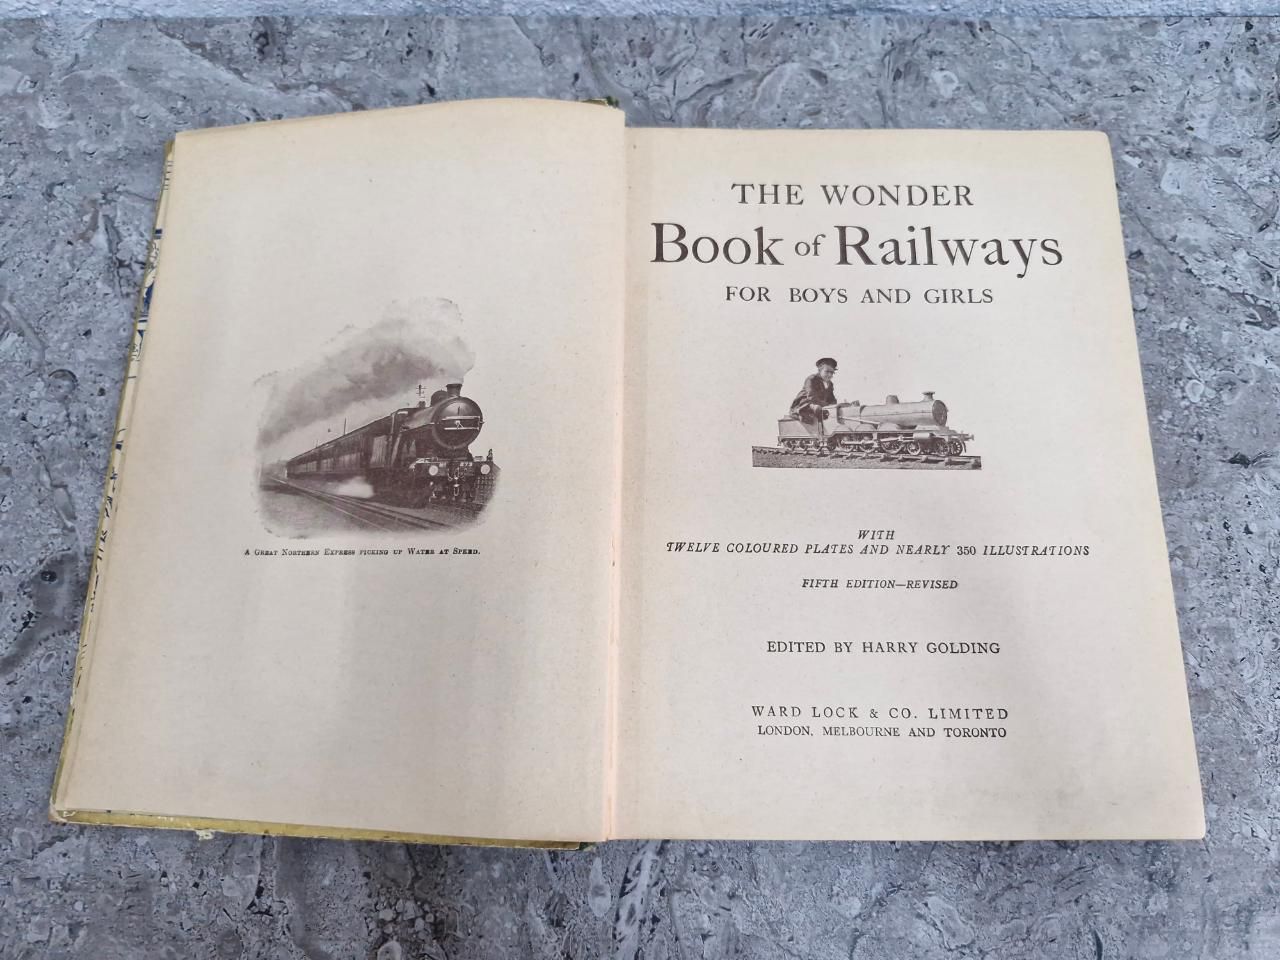 A Great Northern Express picking up Water at Speed.
THE WONDER
Book of Railways
FOR BOYS AND GIRLS
WITH
TWELVE COLOURED PLATES AND NEARLY 350 ILLUSTRATIONS
FIFTH EDITION—REVISED
EDITED BY HARRY GOLDING
WARD LOCK & CO. LIMITED
LONDON, MELBOURNE AND TORONTO